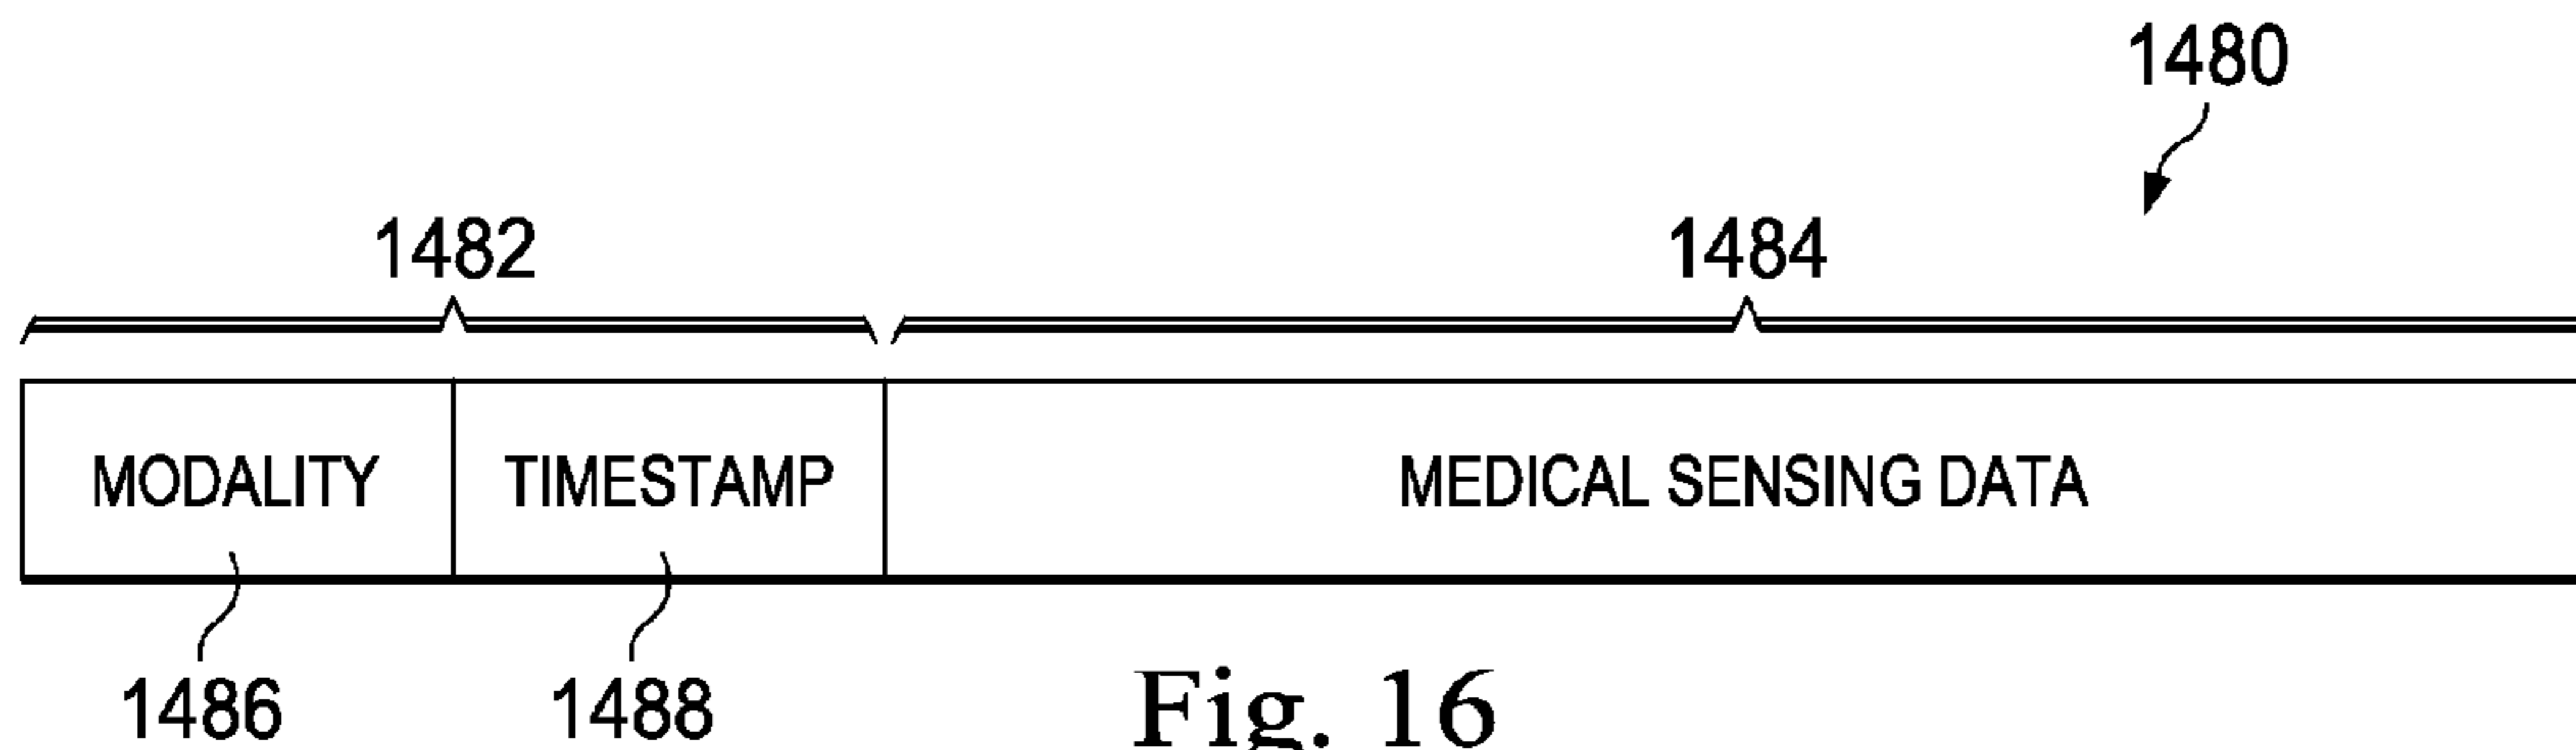 1480
1482 1484
MODALITY TIMESTAMP MEDICAL SENSING DATA
1486 1488
Fig. 16